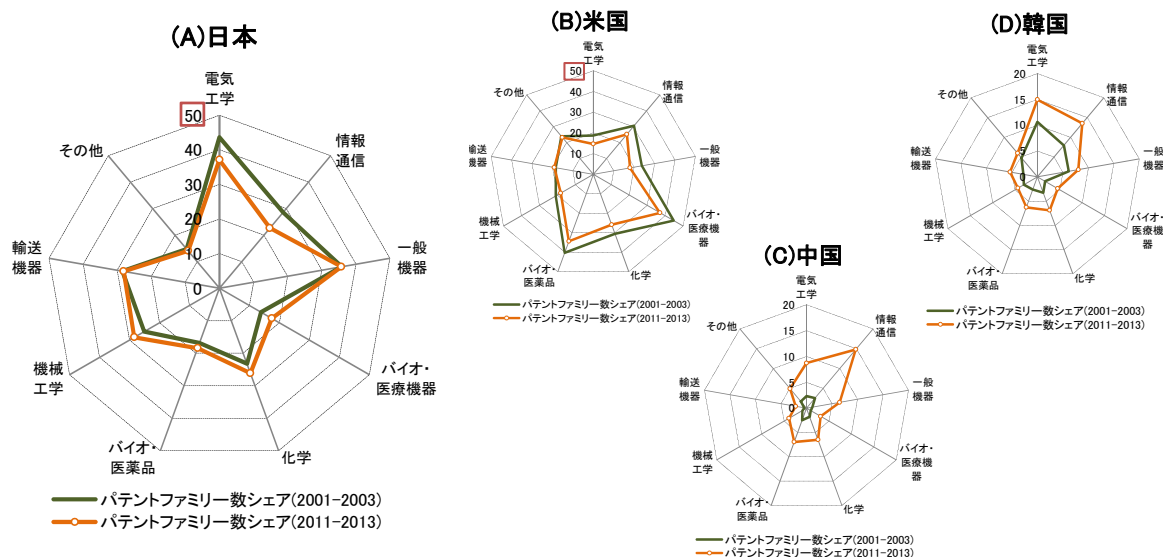 (A)日本
電気
工学
情報
通信
一般
機器
バイオ・
医療機器
化学
バイオ・
医薬品
機械
工学
輸送
機器
その他
50
40
30
20
10
0
パテントファミリー数シェア(2001-2003)
パテントファミリー数シェア(2011-2013)
(B)米国
電気
工学
情報
通信
一般
機器
バイオ・
医療機
器
化学
バイオ・
医薬品
機械
工学
輸送
機器
その他
50
40
30
20
10
0
パテントファミリー数シェア(2001-2003)
パテントファミリー数シェア(2011-2013)
(C)中国
電気
工学
情報
通信
一般
機器
バイオ・
医療機
器
化学
バイオ・
医薬品
機械
工学
輸送
機器
その他
20
15
10
5
0
パテントファミリー数シェア(2001-2003)
パテントファミリー数シェア(2011-2013)
(D)韓国
電気
工学
情報
通信
一般
機器
バイオ・
医療機
器
化学
バイオ・
医薬品
機械
工学
輸送
機器
その他
20
15
10
5
0
パテントファミリー数シェア(2001-2003)
パテントファミリー数シェア(2011-2013)